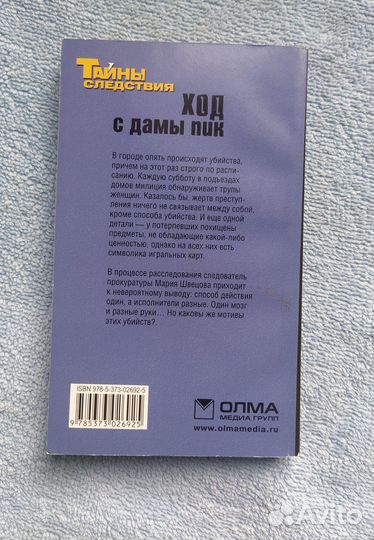 ТАЙНЫ
СЛЕДСТВИЯ
ХОД
С ДАМЫ ПИК
В городе опять происходят убийства,
причем на этот раз строго по распи-
санию. Каждую субботу в подъездах
домов милиция обнаруживает трупы
женщин. Казалось бы, жертв преступ-
ления ничего не связывает между собой,
кроме способа убийства. И еще одной
детали — у потерпевших похищены
предметы, не обладающие какой-либо
ценностью, однако на всех них есть
символика игральных карт.
В процессе расследования следователь
прокуратуры Мария Швецова приходит
к невероятному выводу: способ действия
один, а исполнители разные. Один мозг
и разные руки... Но каковы же мотивы
этих убийств?.
ISBN 978-5-373-02692-5
9 785373 026925
ОЛМА
МЕДИА ГРУПП
www.olmamedia.ru
Avito